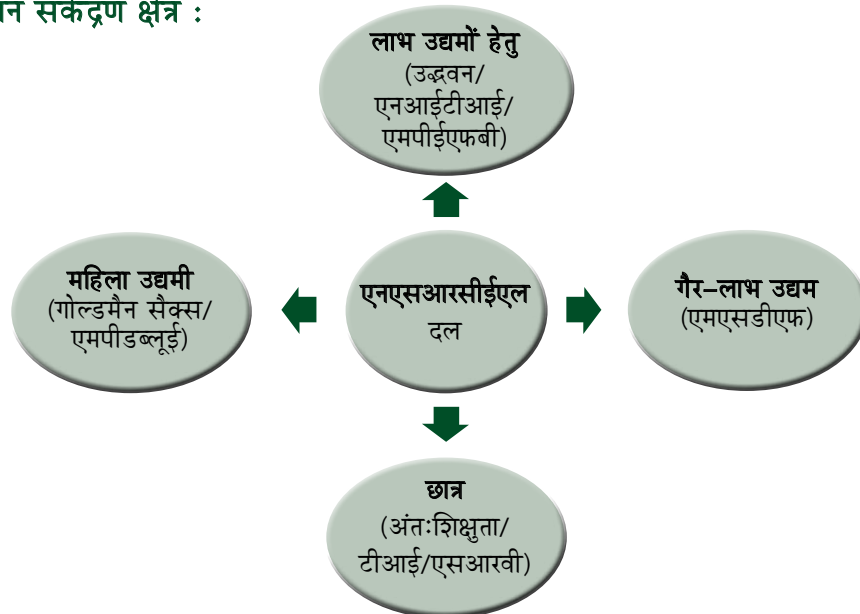 सकेंद्रण क्षेत्र :
लाभ उद्यमों हेतु
(उद्भवन/
एनआईटीआई/
एमपीईएफबी)
महिला उद्यमी
(गोल्डमैन सैक्स/
एमपीडब्लूई)
एनएसआरसीईएल
दल
गैर–लाभ उद्यम
(एमएसडीएफ)
छात्र
(अंतःशिक्षुता/
टीआई/एसआरवी)